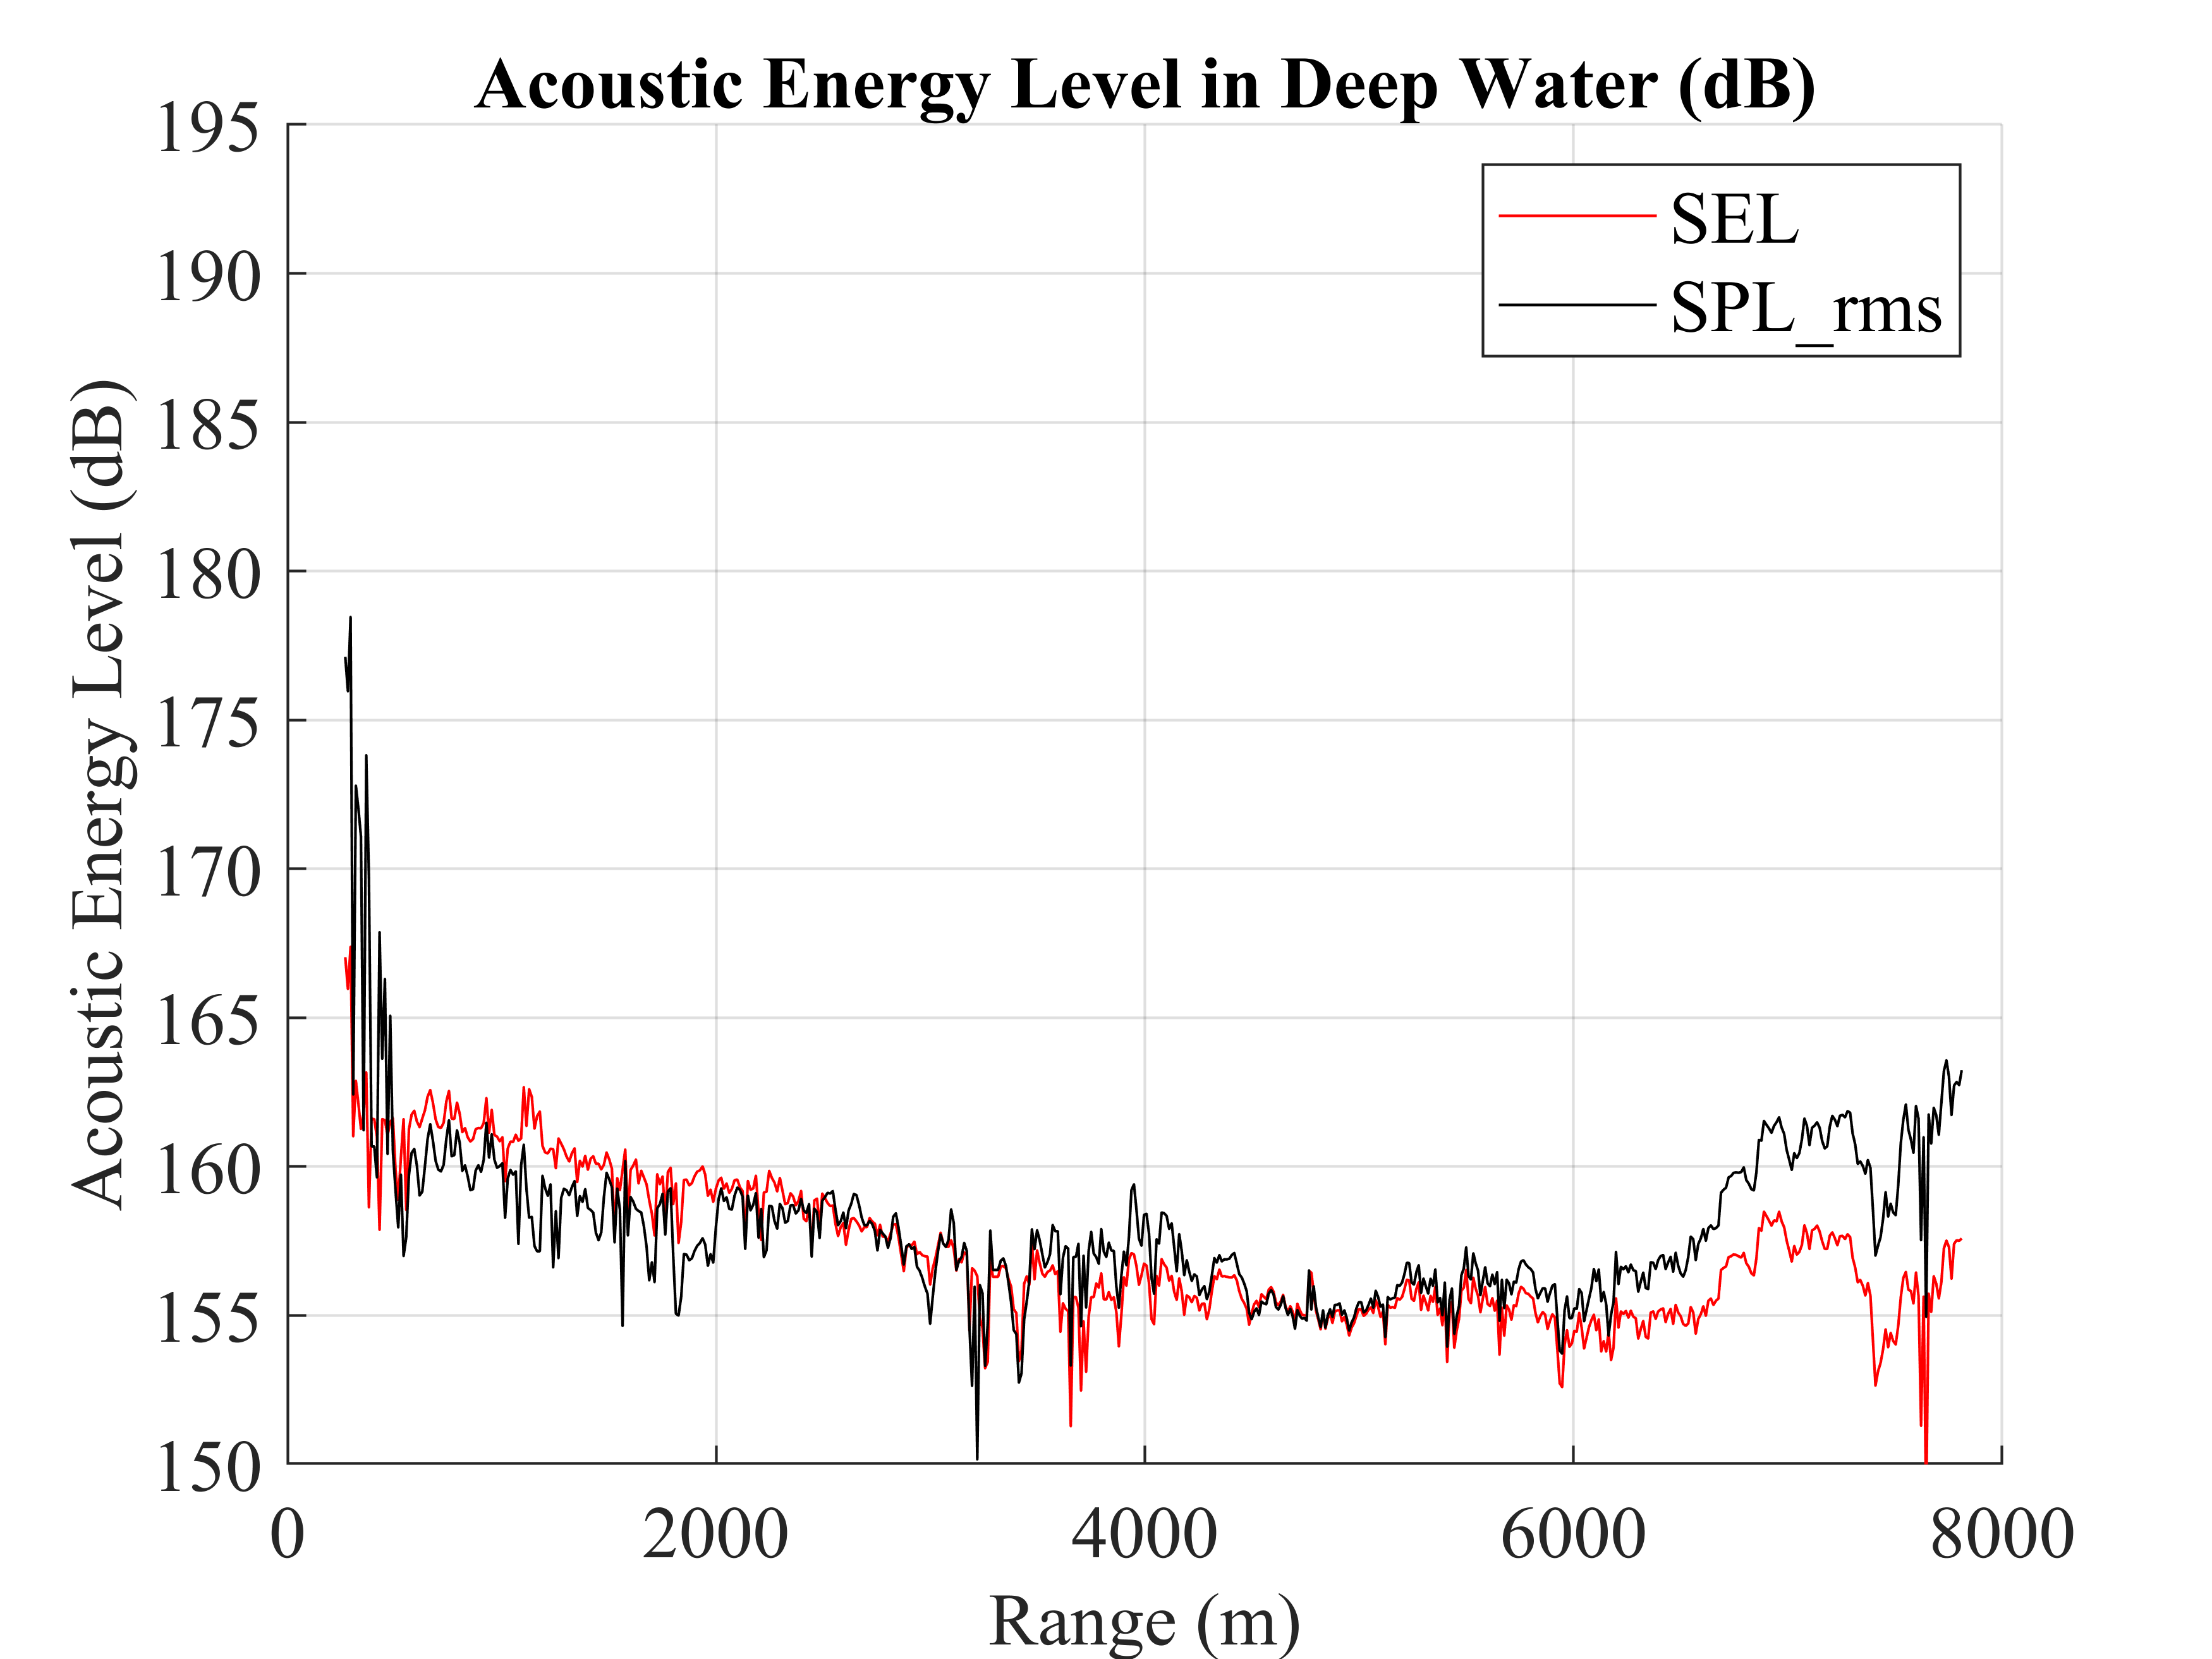 Acoustic Energy Level in Deep Water (dB)
195
190
185
180
175
170
165
160
155
150
Acoustic Energy Level (dB)
SEL
SPL_rms
0 2000 4000 6000 8000
Range (m)